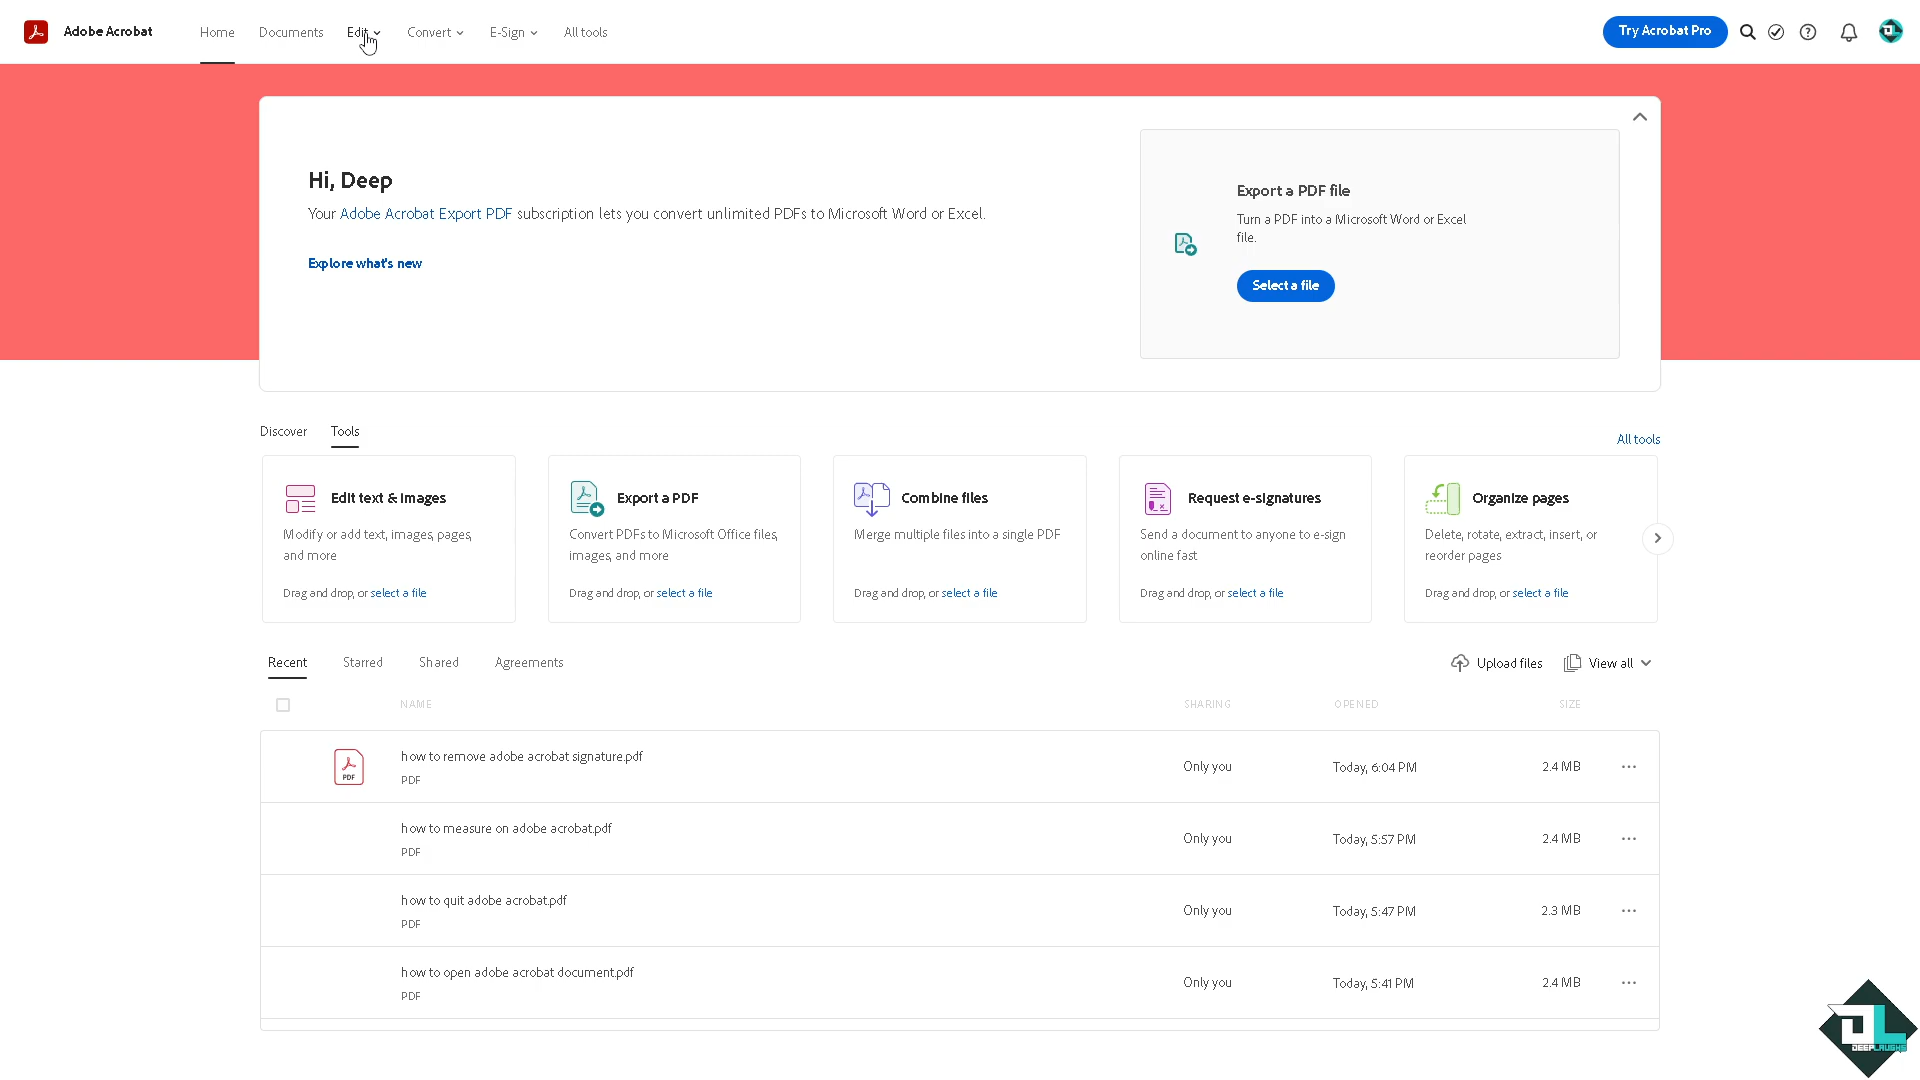 Adobe Acrobat
Home
Documents
Edit
Convert
E-Sign
All tools
Try Acrobat Pro
Hi, Deep
Your Adobe Acrobat Export PDF subscription lets you convert unlimited PDFs to Microsoft Word or Excel.
Explore what's new
Export a PDF file
Turn a PDF into a Microsoft Word or Excel
file.
Select a file
Discover
Tools
All tools
Edit text & images
Modify or add text, images, pages,
and more
Drag and drop, or select a file
Export a PDF
Convert PDFs to Microsoft Office files,
images, and more
Drag and drop, or select a file
Combine files
Merge multiple files into a single PDF
Drag and drop, or select a file
Request e-signatures
Send a document to anyone to e-sign
online fast
Drag and drop, or select a file
Organize pages
Delete, rotate, extract, insert, or
reorder pages
Drag and drop, or select a file
Recent
Starred
Shared
Agreements
Upload files
View all
NAME
SHARING
OPENED
SIZE
PDF
how to remove adobe acrobat signature.pdf
PDF
Only you
Today, 6:04 PM
2.4 MB
how to measure on adobe acrobat.pdf
PDF
Only you
Today, 5:57 PM
2.4 MB
how to quit adobe acrobat.pdf
PDF
Only you
Today, 5:47 PM
2.3 MB
how to open adobe acrobat document.pdf
PDF
Only you
Today, 5:41 PM
2.4 MB
DL
DEEPLAUGHS